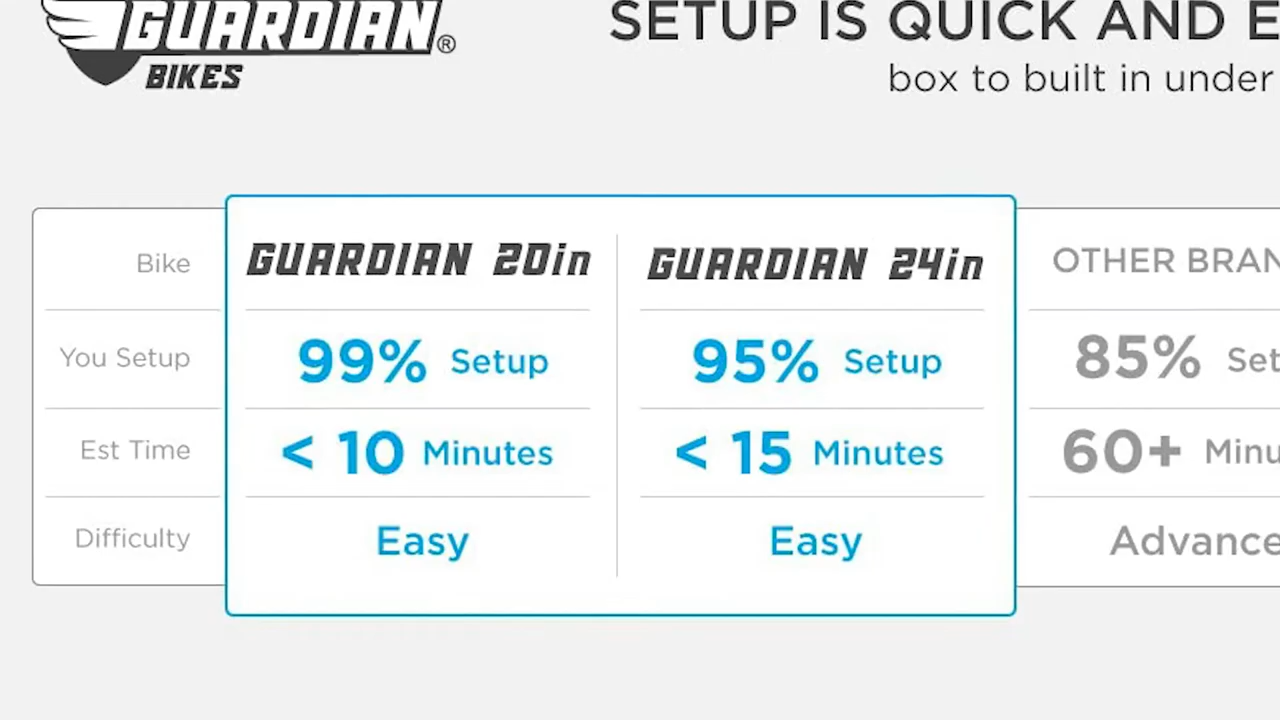 GUARDIAN®
BIKES
SETUP IS QUICK AND E
box to built in under
Bike GUARDIAN 20in GUARDIAN 24in OTHER BRAN
You Setup 99% Setup 95% Setup 85% Set
Est Time < 10 Minutes < 15 Minutes 60+ Minu
Difficulty Easy Easy Advance